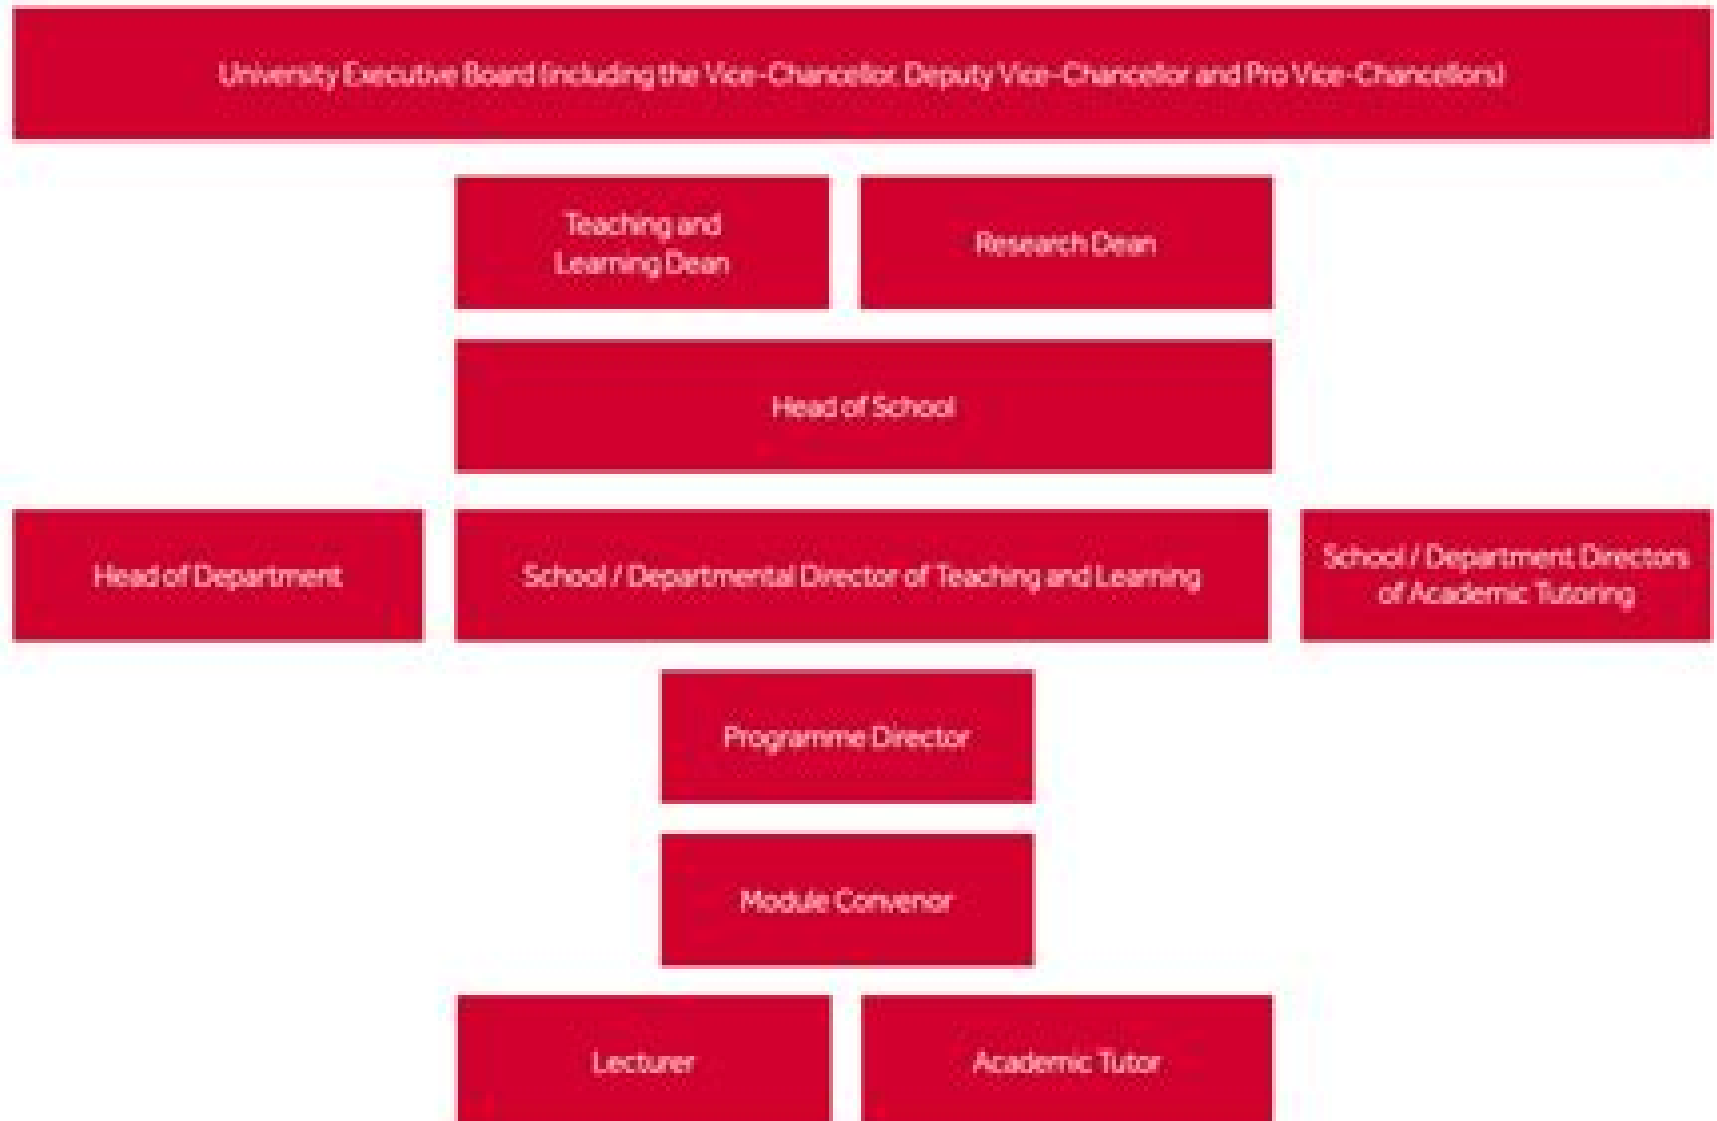 University Executive Board (including the Vice-Chancellor, Deputy Vice-Chancellor and Pro Vice-Chancellors)
Teaching and
Learning Dean
Research Dean
Head of School
Head of Department
School / Departmental Director of Teaching and Learning
School / Department Directors
of Academic Tutoring
Programme Director
Module Convenor
Lecturer
Academic Tutor